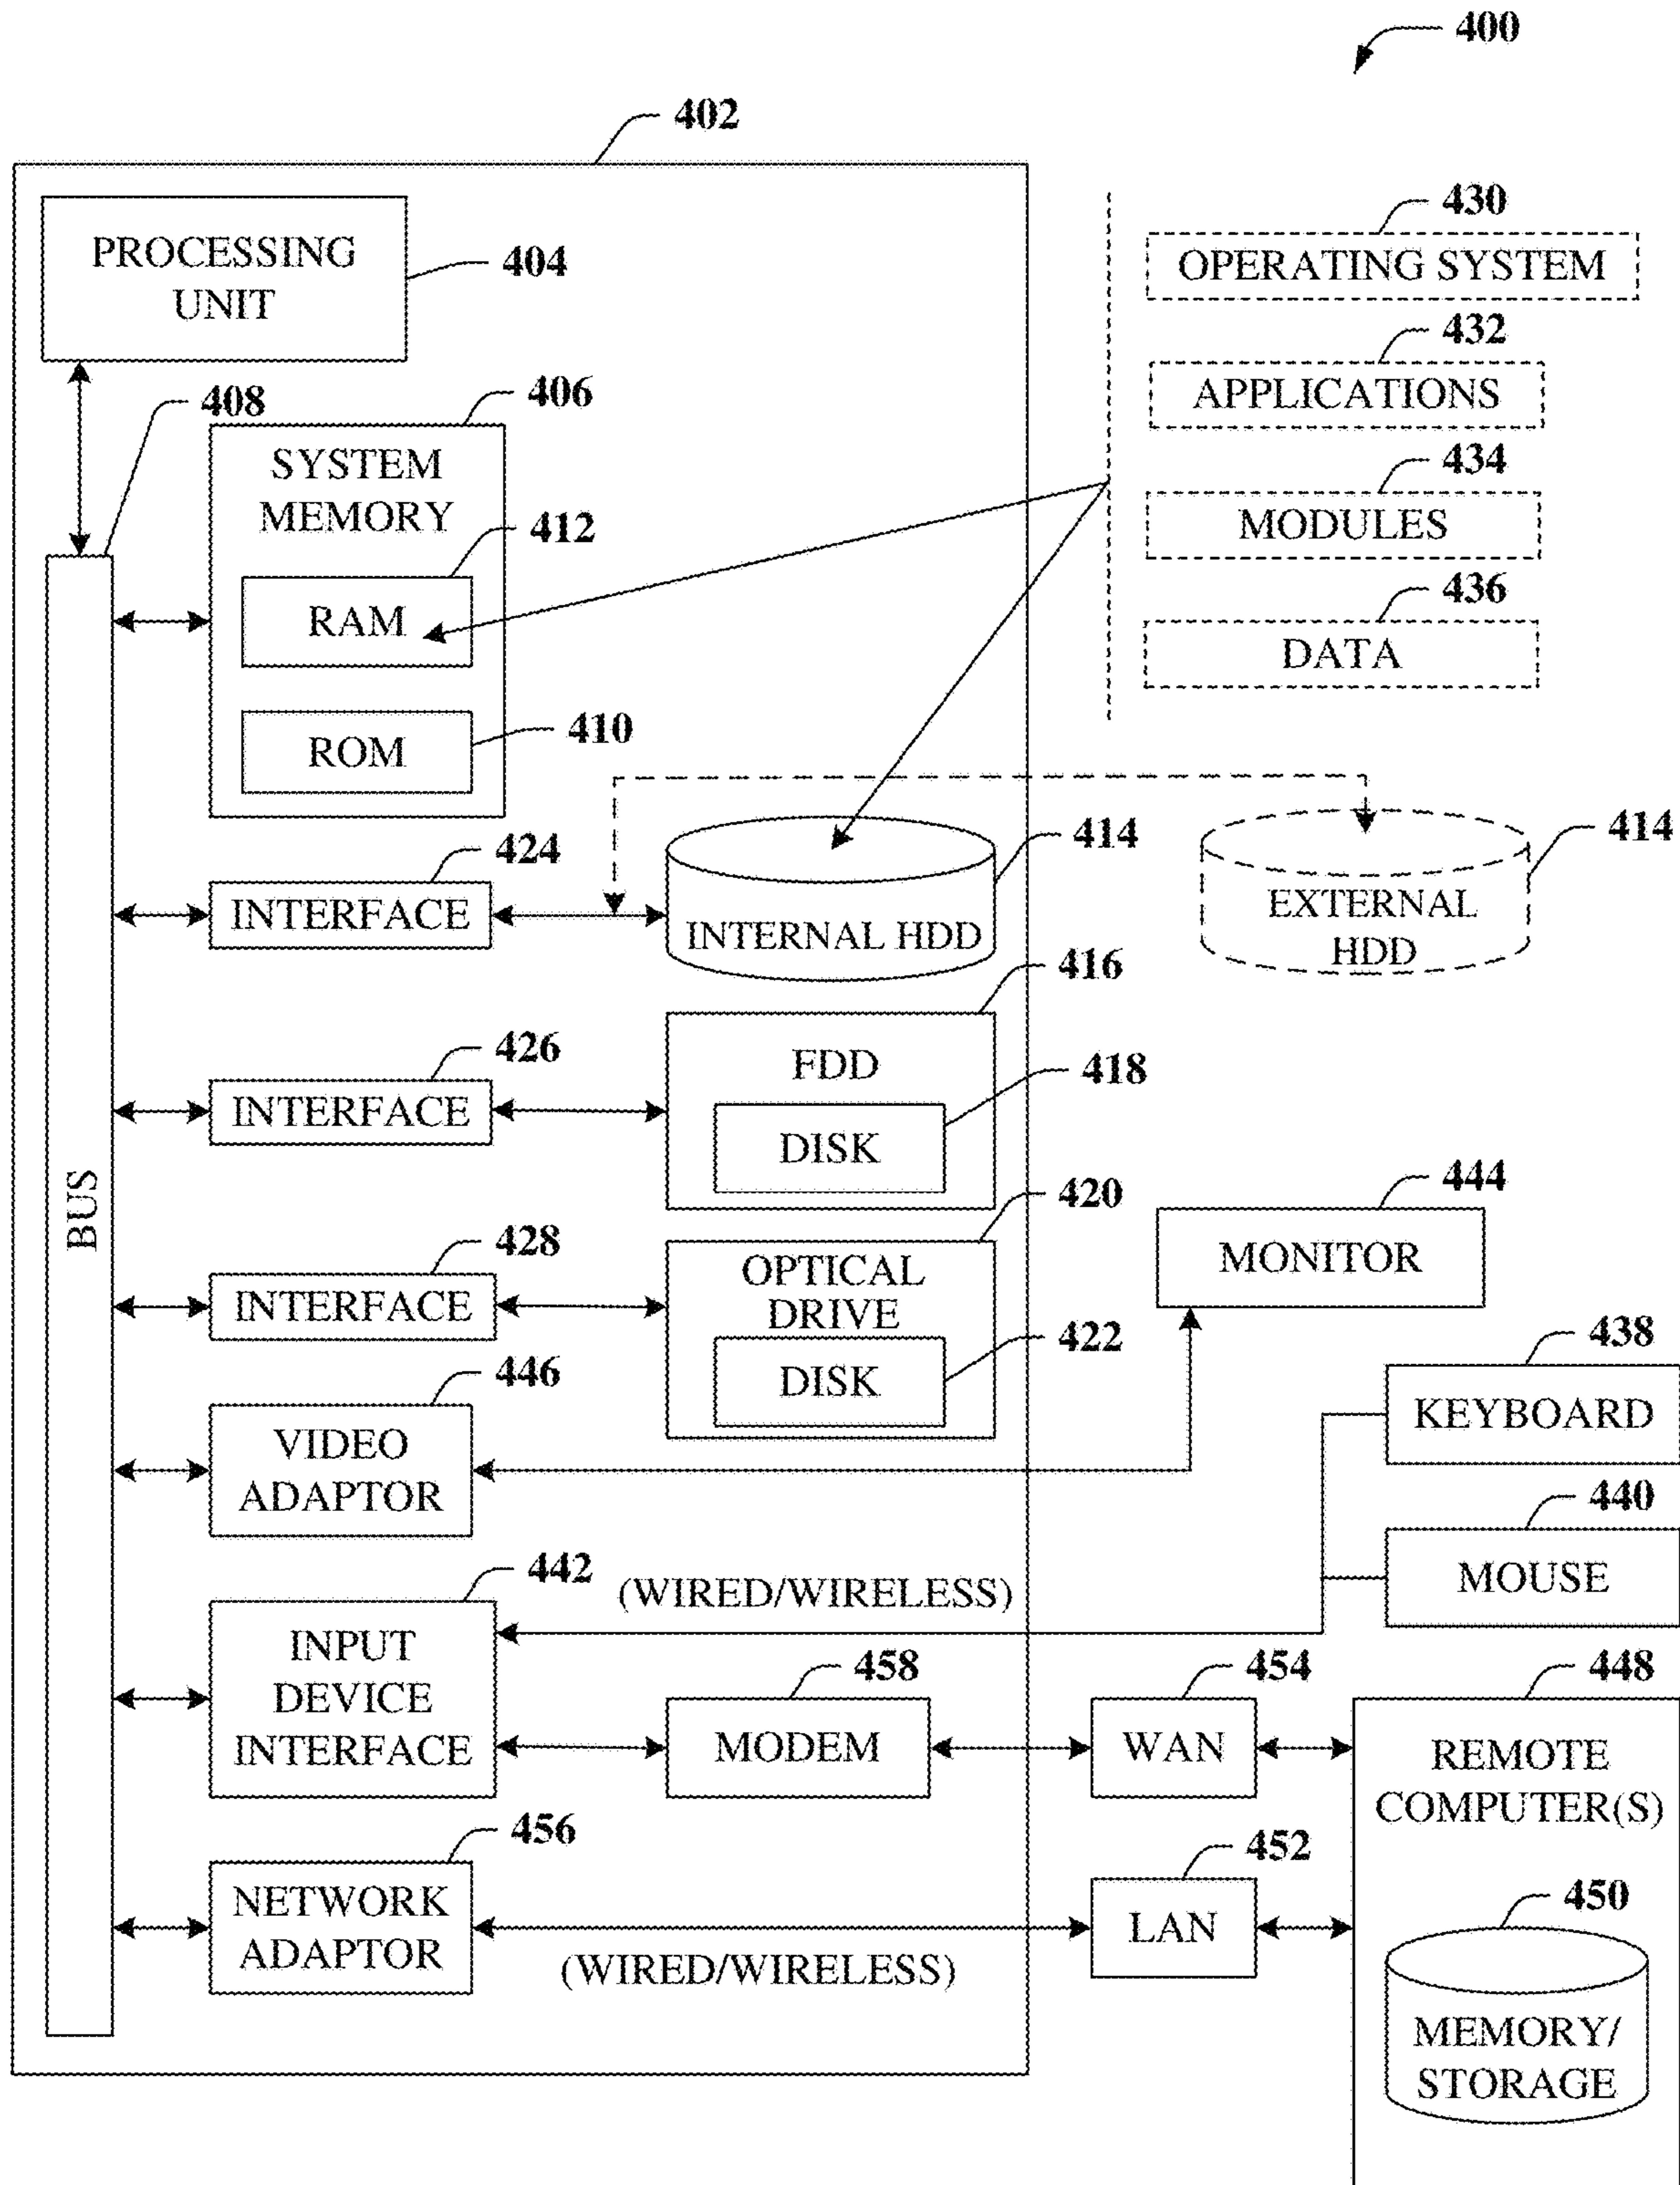 400
402
PROCESSING
UNIT
404
408
406
SYSTEM
MEMORY
412
RAM
410
ROM
430
OPERATING SYSTEM
432
APPLICATIONS
434
MODULES
436
DATA
424
INTERFACE
414
INTERNAL HDD
414
EXTERNAL
HDD
426
INTERFACE
416
FDD
418
DISK
BUS
428
INTERFACE
420
OPTICAL
DRIVE
422
DISK
444
MONITOR
446
VIDEO
ADAPTOR
438
KEYBOARD
440
MOUSE
442
(WIRED/WIRELESS)
INPUT
DEVICE
INTERFACE
458
MODEM
454
WAN
448
REMOTE
COMPUTER(S)
456
NETWORK
ADAPTOR
(WIRED/WIRELESS)
452
LAN
450
MEMORY/
STORAGE